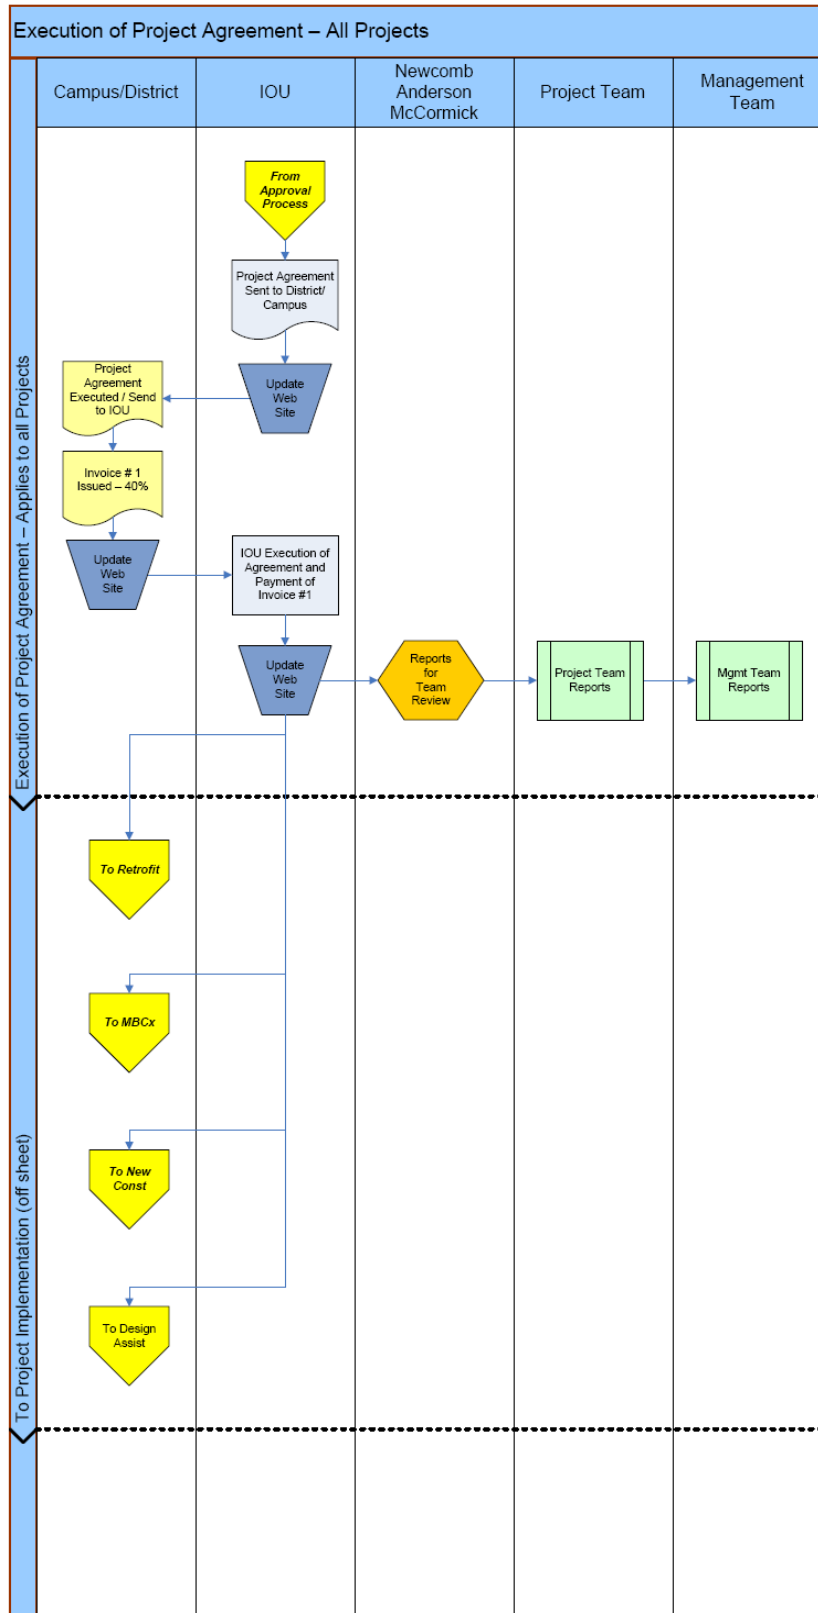 Execution of Project Agreement – All Projects
Campus/District
IOU
Newcomb
Anderson
McCormick
Project Team
Management
Team
Execution of Project Agreement – Applies to all Projects
From
Approval
Process
Project Agreement
Sent to District/
Campus
Update
Web
Site
Project
Agreement
Executed / Send
to IOU
Invoice # 1
Issued – 40%
Update
Web
Site
IOU Execution of
Agreement and
Payment of
Invoice #1
Update
Web
Site
Reports
for
Team
Review
Project Team
Reports
Mgmt Team
Reports
To Project Implementation (off sheet)
To Retrofit
To MBCx
To New
Const
To Design
Assist